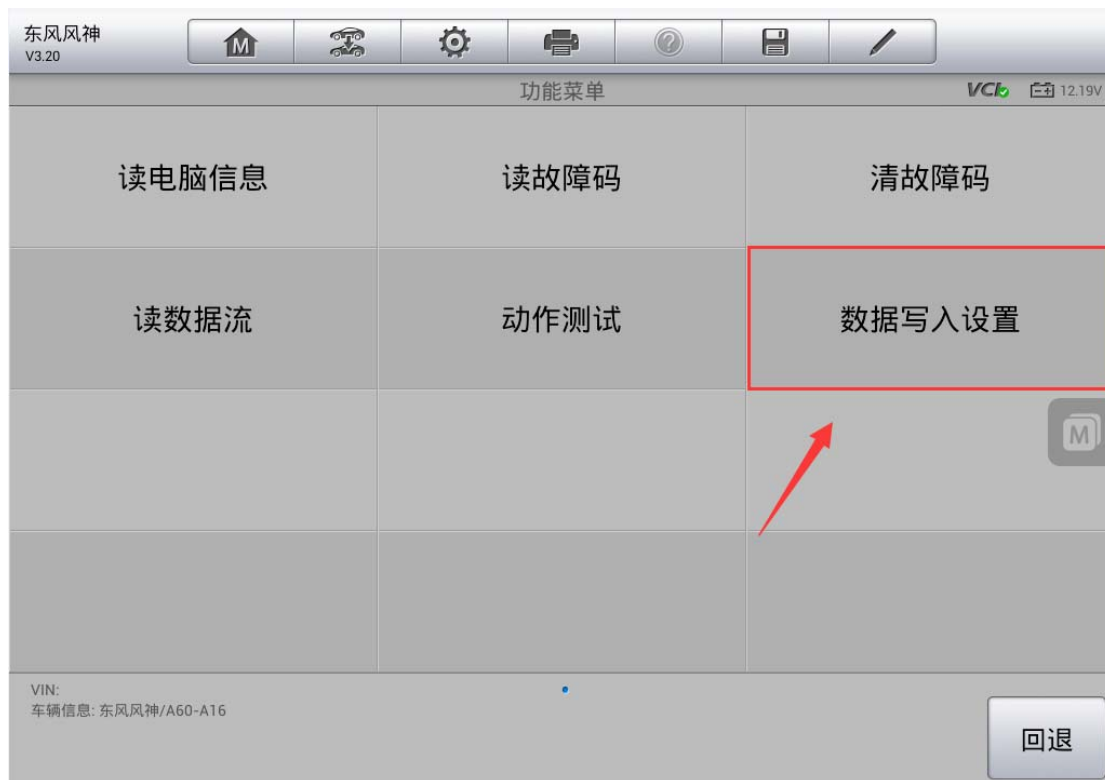 东风风神
V3.20
M
?
功能菜单
VCI
12.19V
读电脑信息
读故障码
清故障码
读数据流
动作测试
数据写入设置
M
VIN:
车辆信息: 东风风神/A60-A16
回退